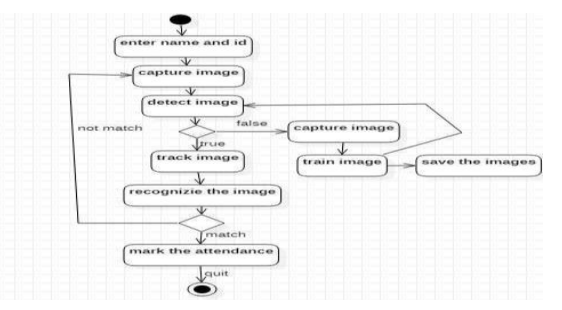 enter name and id
capture image
detect image
false
capture image
not match
true
track image
train image
save the images
recognizie the image
match
mark the attendance
quit